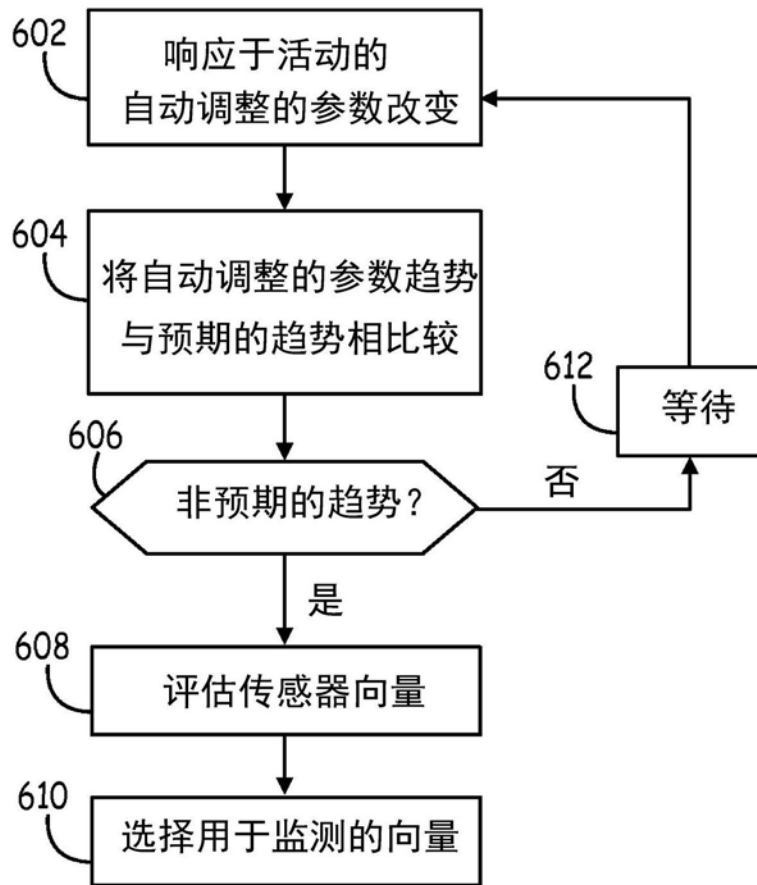 602
响应于活动的
自动调整的参数改变
604
将自动调整的参数趋势
与预期的趋势相比较
612
等待
606
非预期的趋势?
否
是
608
评估传感器向量
610
选择用于监测的向量